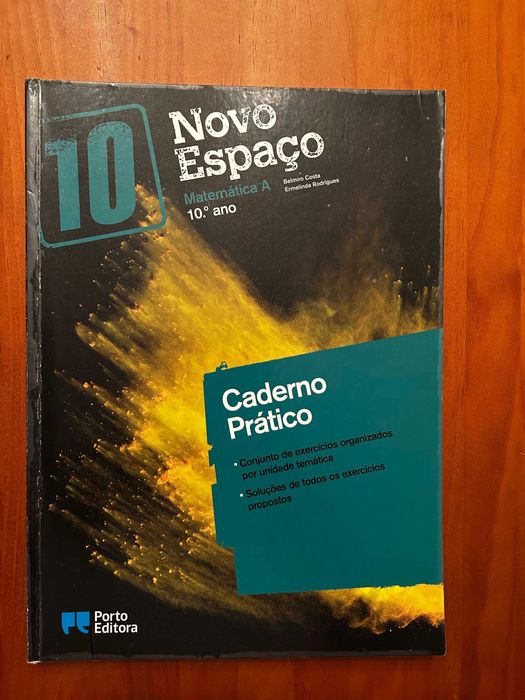 10
Novo
Espaço
Belmiro Costa
Ermelinda Rodrigues
Matemática A
10.º ano
Caderno
Prático
• Conjunto de exercícios organizados
por unidade temática
• Soluções de todos os exercícios
propostos
Porto
Editora